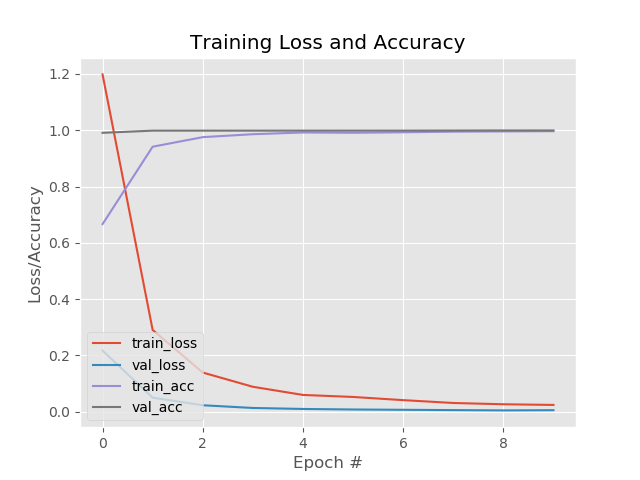 Training Loss and Accuracy
1.2
1.0
0.8
0.6
0.4
0.2
0.0
Loss/Accuracy
train_loss
val_loss
train_acc
val_acc
0 2 4 6 8
Epoch #